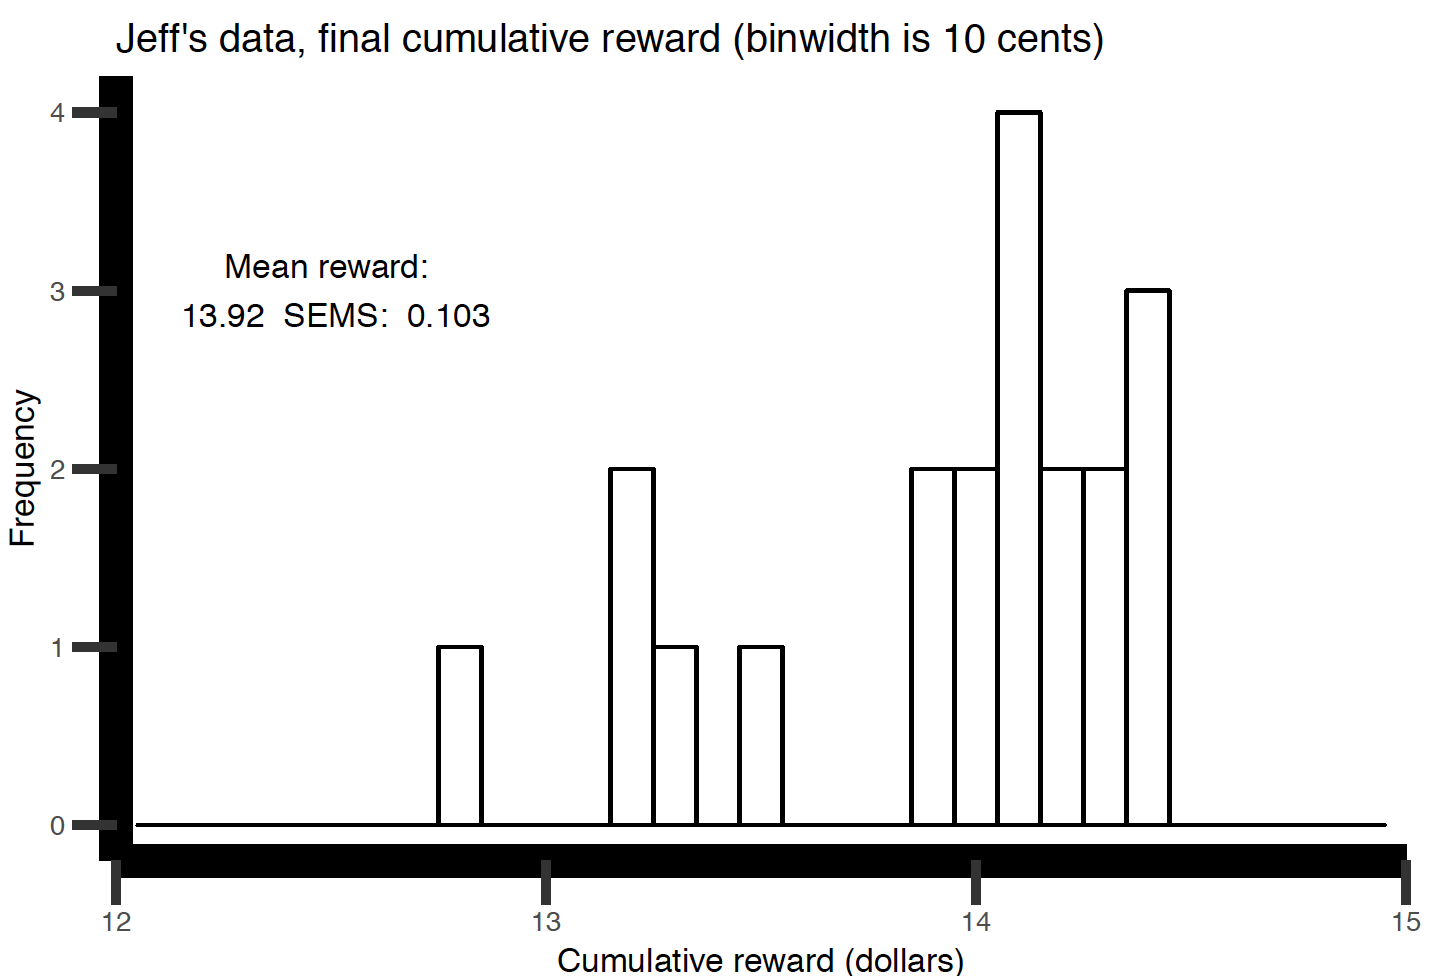 Jeff's data, final cumulative reward (binwidth is 10 cents)
4
Mean reward:
3
13.92 SEMS: 0.103
Frequency
2
1
0
12 13 14 15
Cumulative reward (dollars)